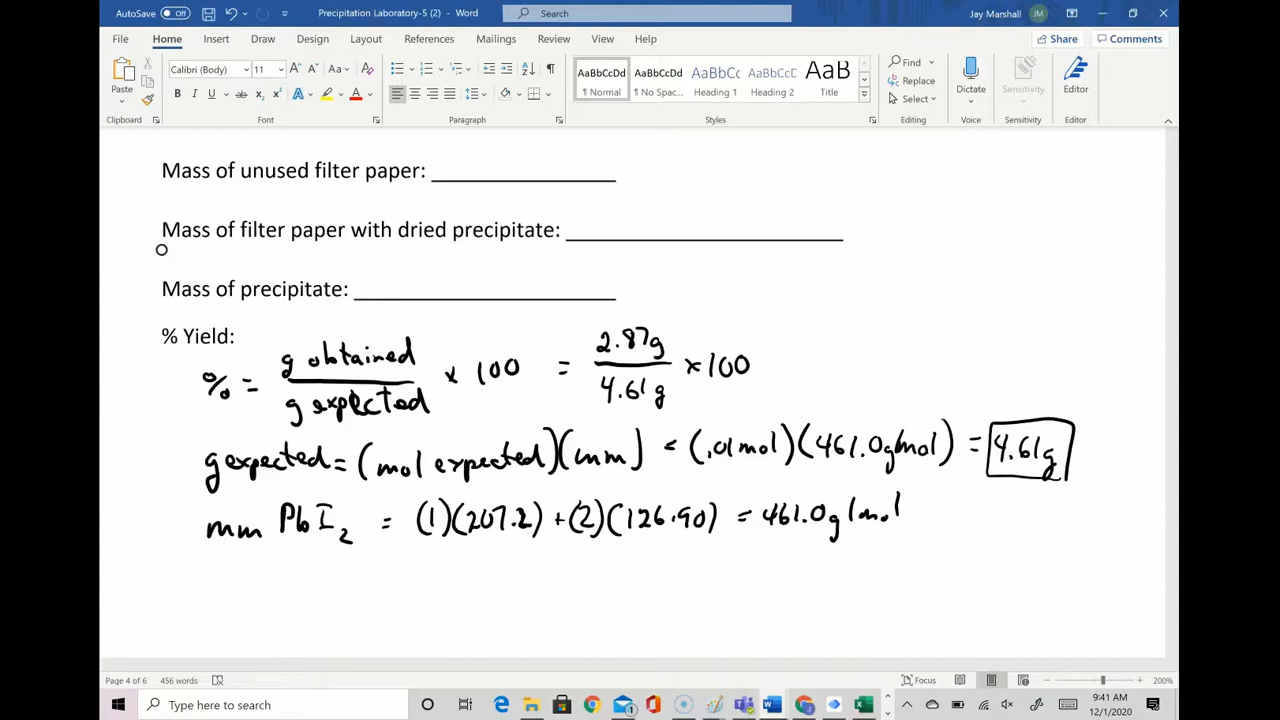 AutoSave Off Precipitation Laboratory-5 (2) - Word Search Jay Marshall JM
File Home Insert Draw Design Layout References Mailings Review View Help Share Comments
Calibri (Body) 11 AaBbCcDd AaBbCcDd AaBbCc AaBbCcD AaB Find
Paste ¶ Normal ¶ No Spac... Heading 1 Heading 2 Title Replace Dictate Sensitivity Editor
Select
Clipboard Font Paragraph Styles Editing Voice Sensitivity Editor
Mass of unused filter paper:
Mass of filter paper with dried precipitate:
Mass of precipitate:
% Yield:
% = g obtained / g expected x 100 = 2.87g / 4.61g x100
g expected = (mol expected)(mm) = (.01mol)(461.0g/mol) = 4.61g
mm PbI2 = (1)(207.2) + (2)(126.90) = 461.0g/mol
Page 4 of 6 456 words Focus 200%
Type here to search 9:41 AM
12/1/2020